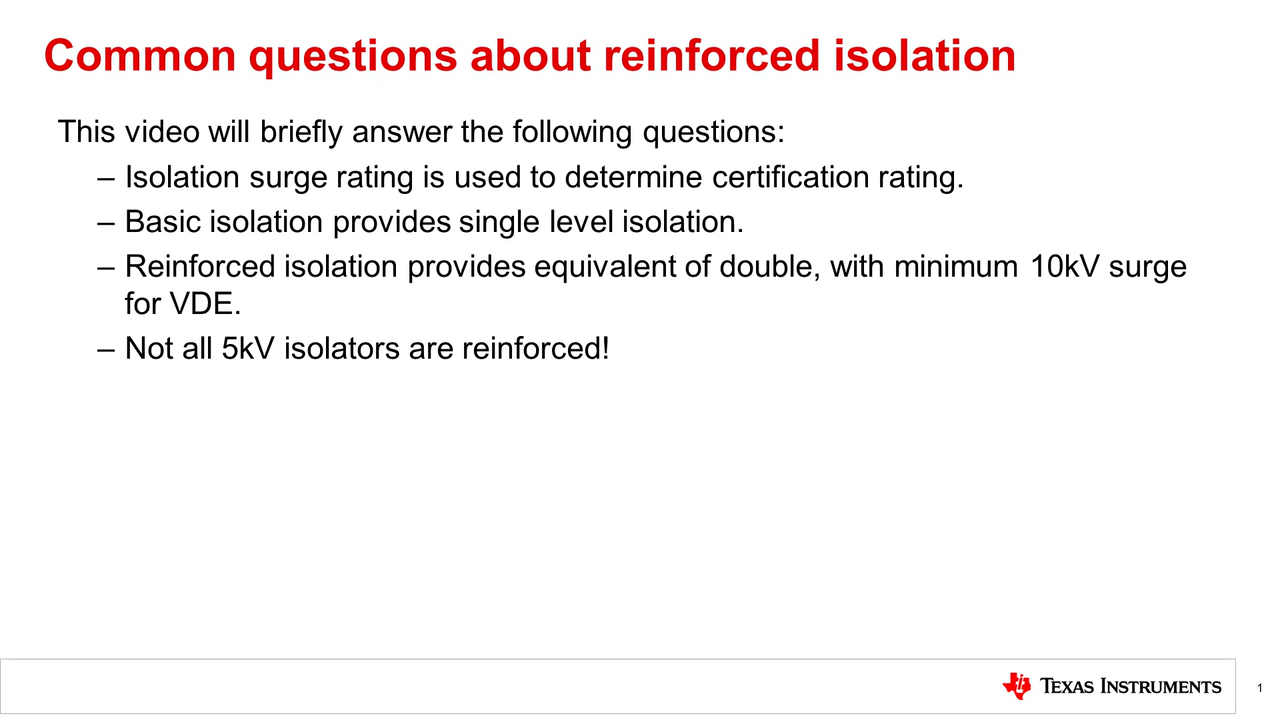 Common questions about reinforced isolation
This video will briefly answer the following questions:
– Isolation surge rating is used to determine certification rating.
– Basic isolation provides single level isolation.
– Reinforced isolation provides equivalent of double, with minimum 10kV surge
for VDE.
– Not all 5kV isolators are reinforced!
TEXAS INSTRUMENTS
1